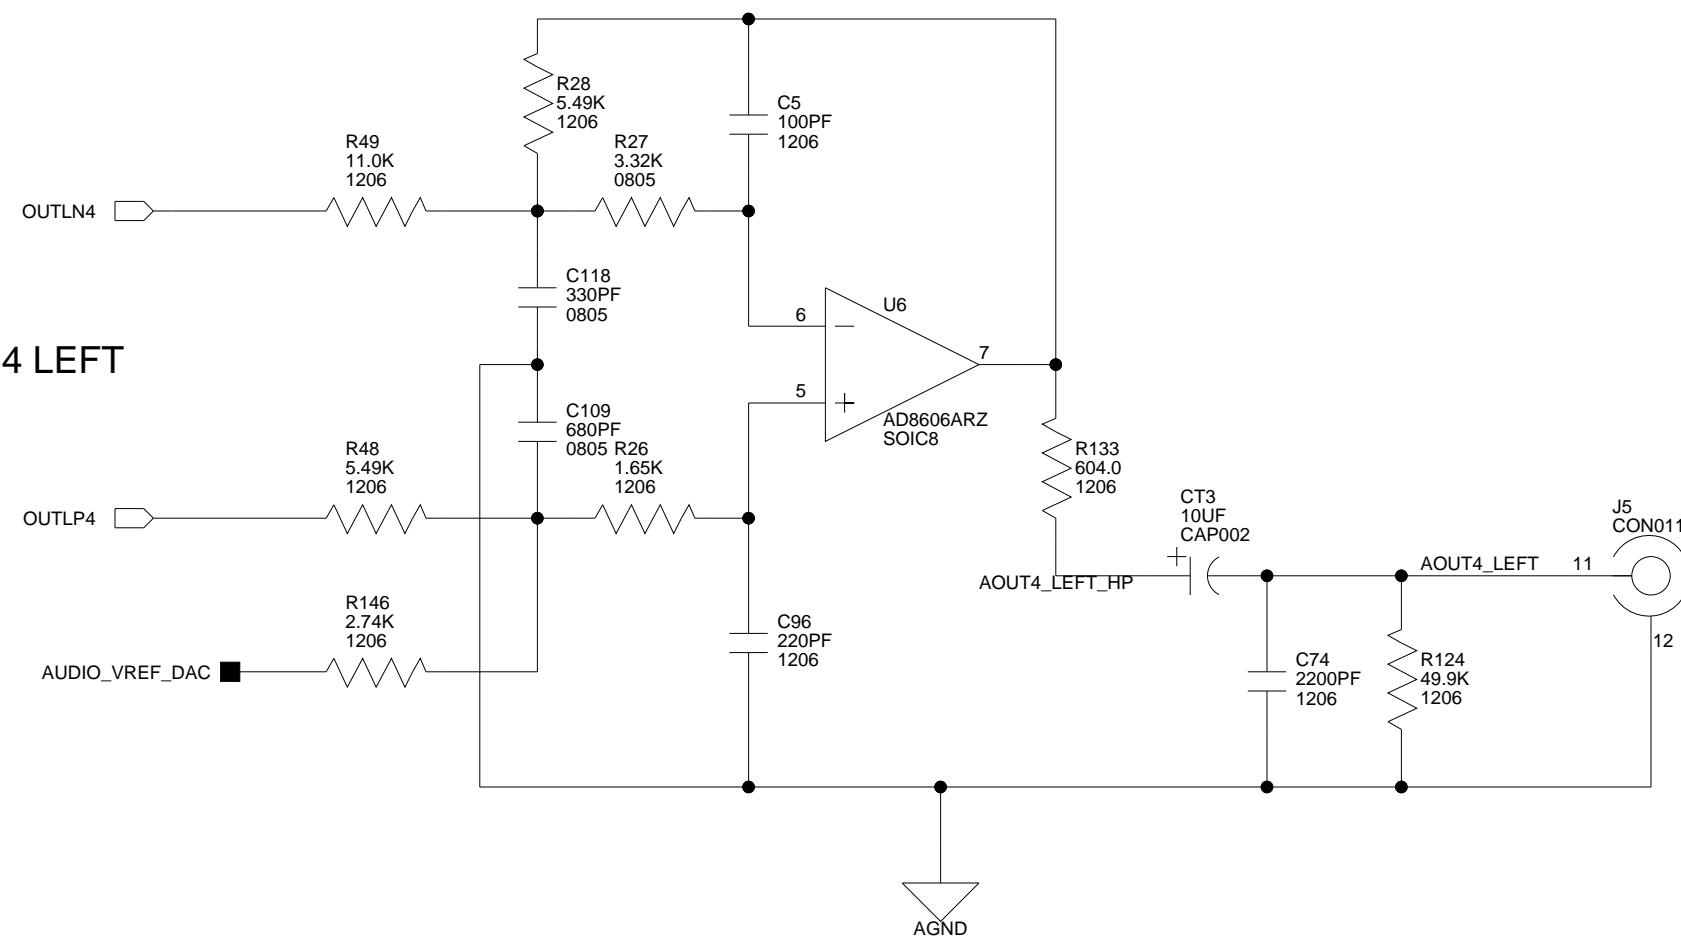 R28
5.49K
1206
C5
100PF
1206
R49
11.0K
1206
R27
3.32K
0805
OUTLN4
C118
330PF
0805
U6
6
7
5
AD8606ARZ
SOIC8
4 LEFT
C109
680PF
0805
R48
5.49K
1206
R26
1.65K
1206
OUTLP4
R133
604.0
1206
CT3
10UF
CAP002
J5
CON011
AOUT4_LEFT_HP
AOUT4_LEFT
11
12
R146
2.74K
1206
AUDIO_VREF_DAC
C96
220PF
1206
C74
2200PF
1206
R124
49.9K
1206
AGND